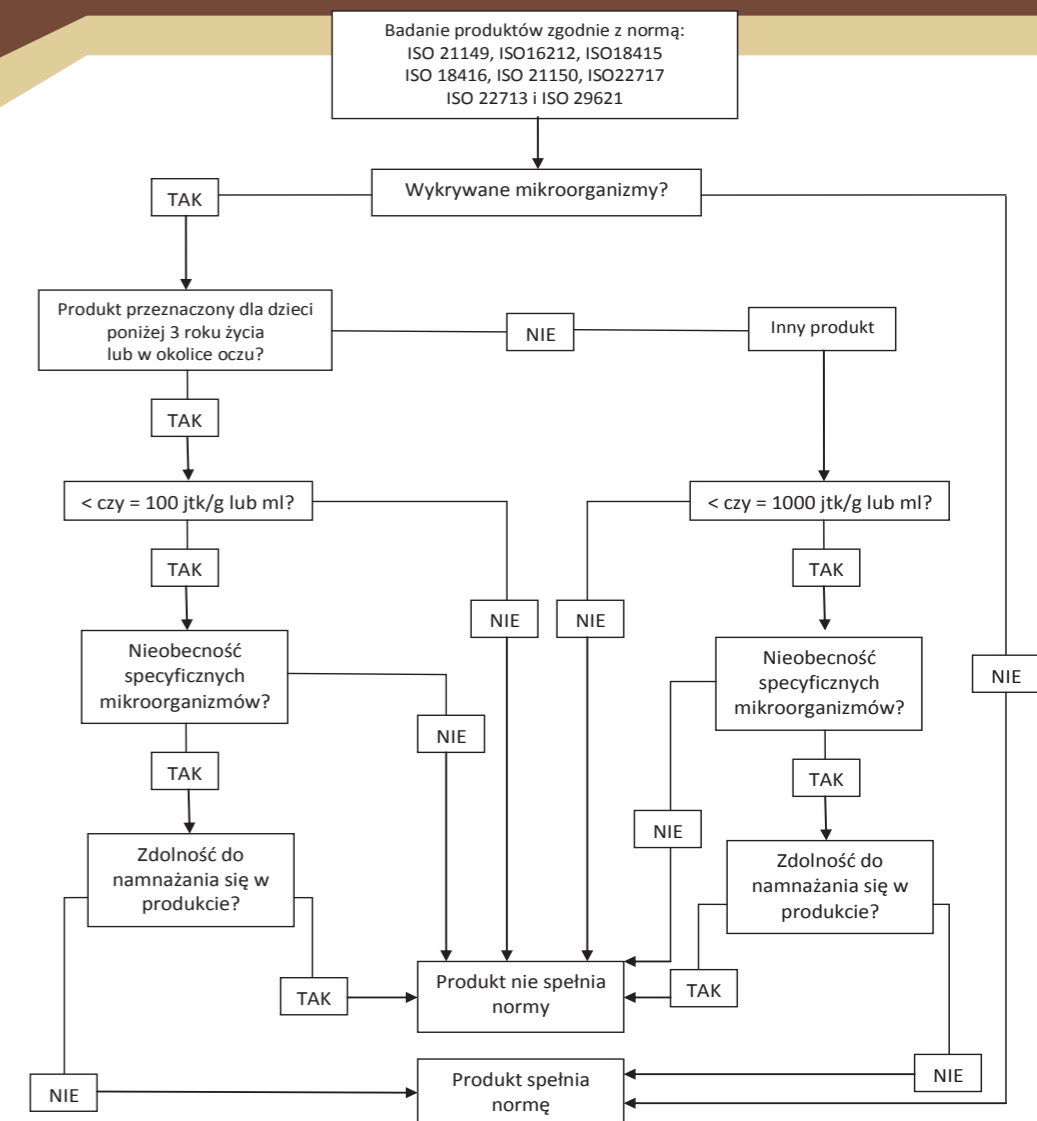 Badanie produktów zgodnie z normą:
ISO 21149, ISO16212, ISO18415
ISO 18416, ISO 21150, ISO22717
ISO 22713 i ISO 29621
Wykrywane mikroorganizmy?
TAK
Produkt przeznaczony dla dzieci
poniżej 3 roku życia
lub w okolice oczu?
NIE
Inny produkt
TAK
< czy = 100 jtk/g lub ml?
< czy = 1000 jtk/g lub ml?
TAK
TAK
NIE
NIE
Nieobecność
specyficznych
mikroorganizmów?
Nieobecność
specyficznych
mikroorganizmów?
NIE
NIE
TAK
TAK
NIE
Zdolność do
namnażania się w
produkcie?
Zdolność do
namnażania się w
produkcie?
TAK
Produkt nie spełnia
normy
TAK
NIE
Produkt spełnia
normę
NIE